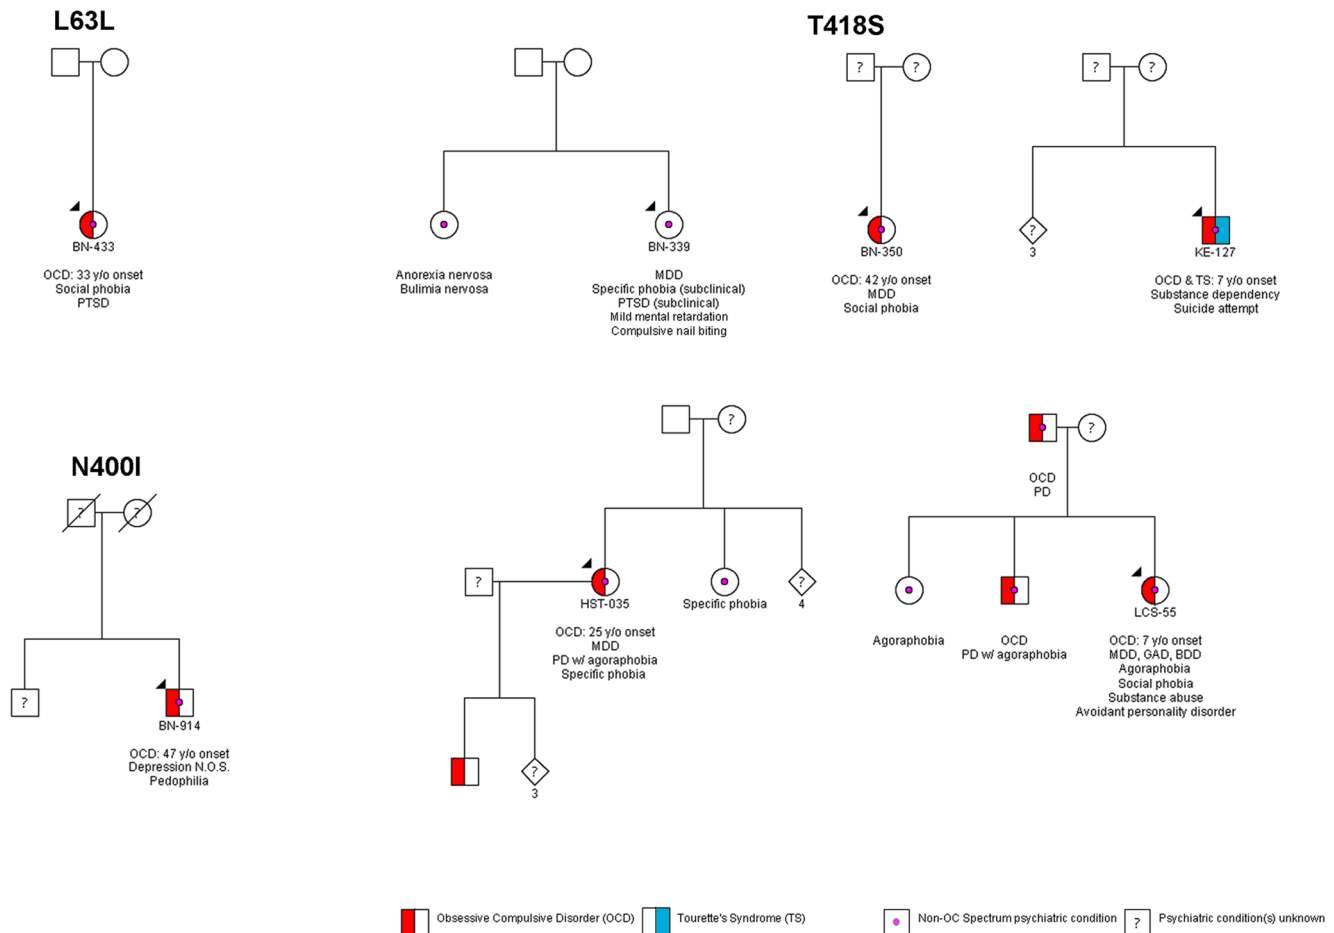 L63L
T418S
?
?
?
?
BN-433
OCD: 33 y/o onset
Social phobia
PTSD
Anorexia nervosa
Bulimia nervosa
BN-339
MDD
Specific phobia (subclinical)
PTSD (subclinical)
Mild mental retardation
Compulsive nail biting
BN-350
OCD: 42 y/o onset
MDD
Social phobia
?
3
KE-127
OCD & TS: 7 y/o onset
Substance dependency
Suicide attempt
N400I
?
?
?
BN-914
OCD: 47 y/o onset
Depression N.O.S.
Pedophilia
?
?
HST-035
OCD: 25 y/o onset
MDD
PD w/ agoraphobia
Specific phobia
Specific phobia
?
4
?
3
?
OCD
PD
Agoraphobia
OCD
PD w/ agoraphobia
LCS-55
OCD: 7 y/o onset
MDD, GAD, BDD
Agoraphobia
Social phobia
Substance abuse
Avoidant personality disorder
Obsessive Compulsive Disorder (OCD)
Tourette's Syndrome (TS)
Non-OC Spectrum psychiatric condition
?
Psychiatric condition(s) unknown